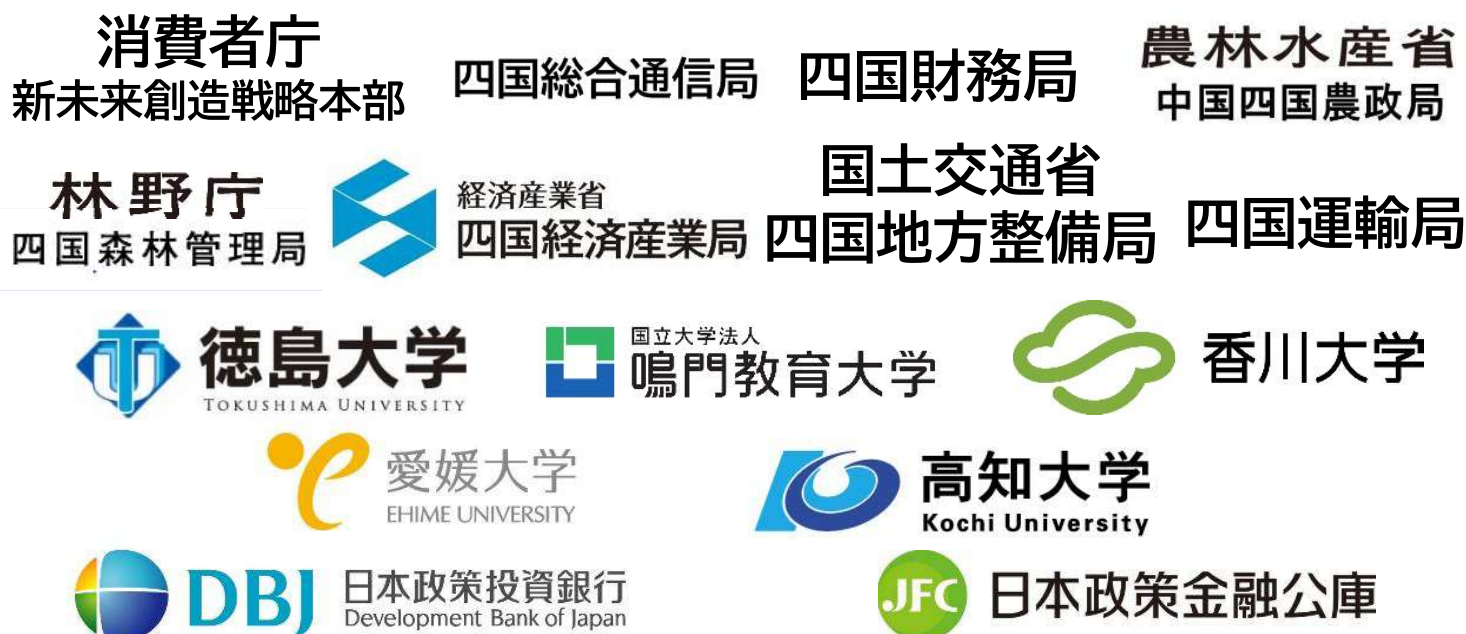 消費者庁
新未来創造戦略本部
四国総合通信局
四国財務局
農林水産省
中国四国農政局
林野庁
四国森林管理局
経済産業省
四国経済産業局
国土交通省
四国地方整備局
四国運輸局
徳島大学
TOKUSHIMA UNIVERSITY
国立大学法人
鳴門教育大学
香川大学
愛媛大学
EHIME UNIVERSITY
高知大学
Kochi University
DBJ
日本政策投資銀行
Development Bank of Japan
JFC
日本政策金融公庫